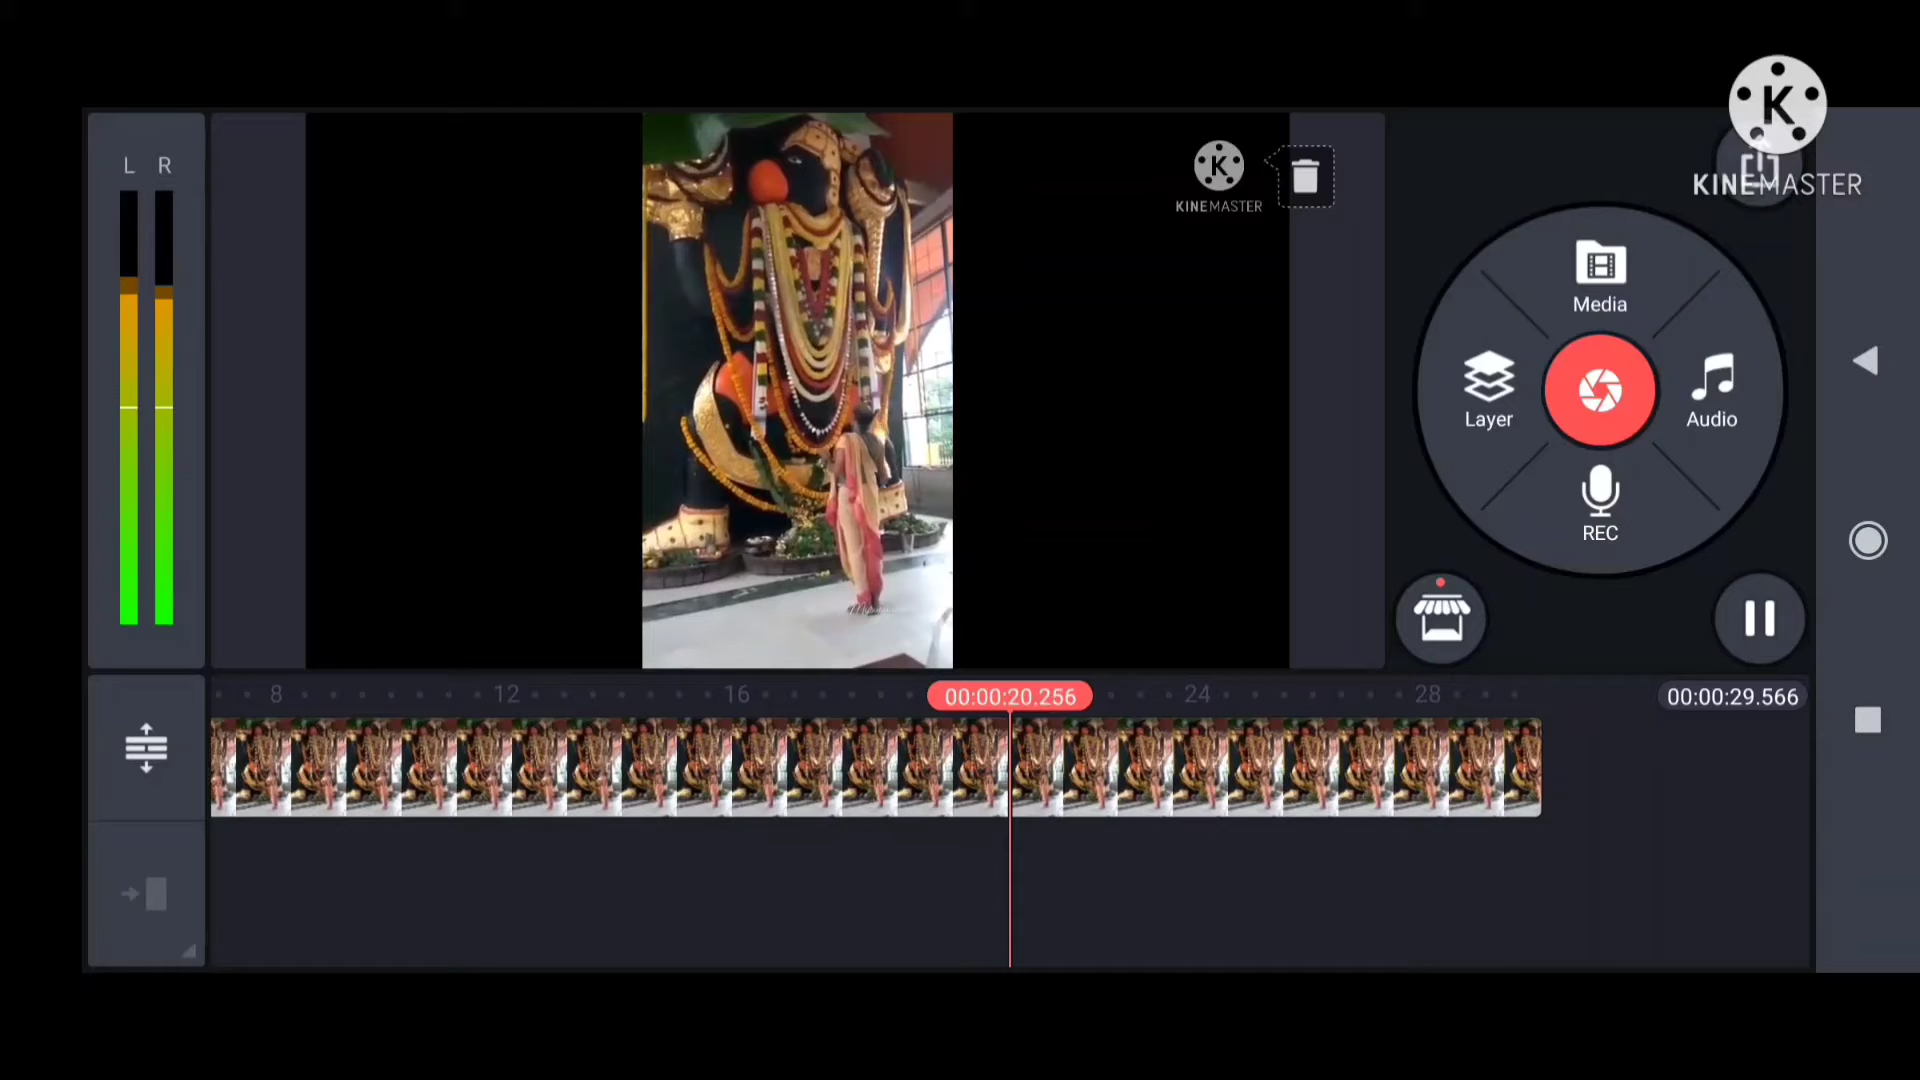 L R
KINEMASTER
KINEMASTER
Media
Layer
Audio
REC
8 12 16 00:00:20.256 24 28 00:00:29.566